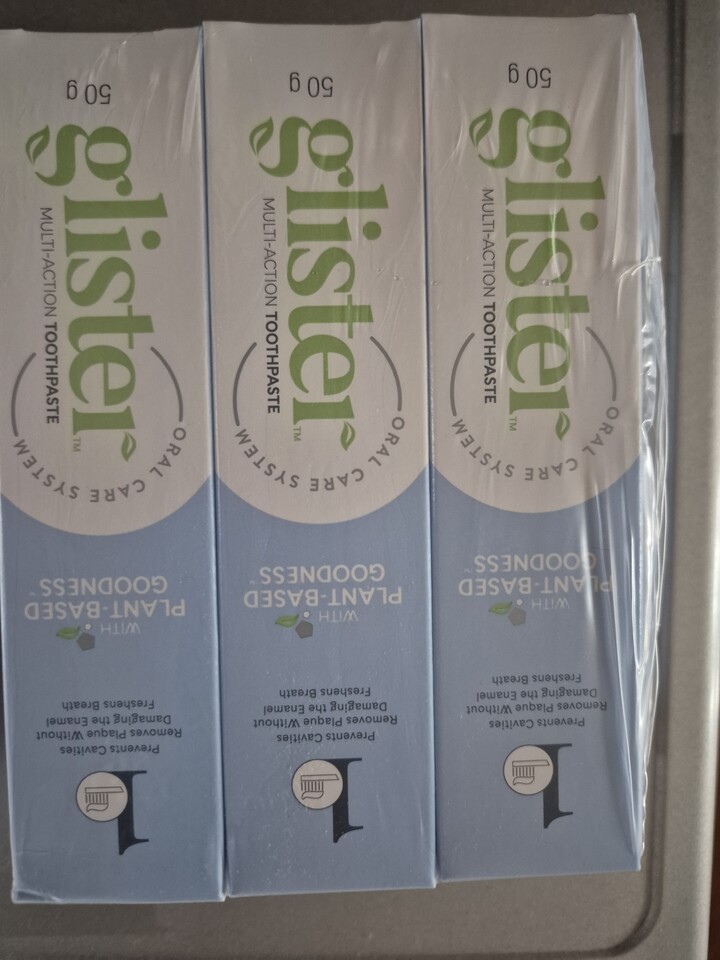 50 g
glister™
MULTI-ACTION TOOTHPASTE
ORAL CARE SYSTEM
WITH
PLANT-BASED
GOODNESS™
Prevents Cavities
Removes Plaque Without
Damaging the Enamel
Freshens Breath
1
50 g
glister™
MULTI-ACTION TOOTHPASTE
ORAL CARE SYSTEM
WITH
PLANT-BASED
GOODNESS™
Prevents Cavities
Removes Plaque Without
Damaging the Enamel
Freshens Breath
1
50 g
glister™
MULTI-ACTION TOOTHPASTE
ORAL CARE SYSTEM
WITH
PLANT-BASED
GOODNESS™
Prevents Cavities
Removes Plaque Without
Damaging the Enamel
Freshens Breath
1